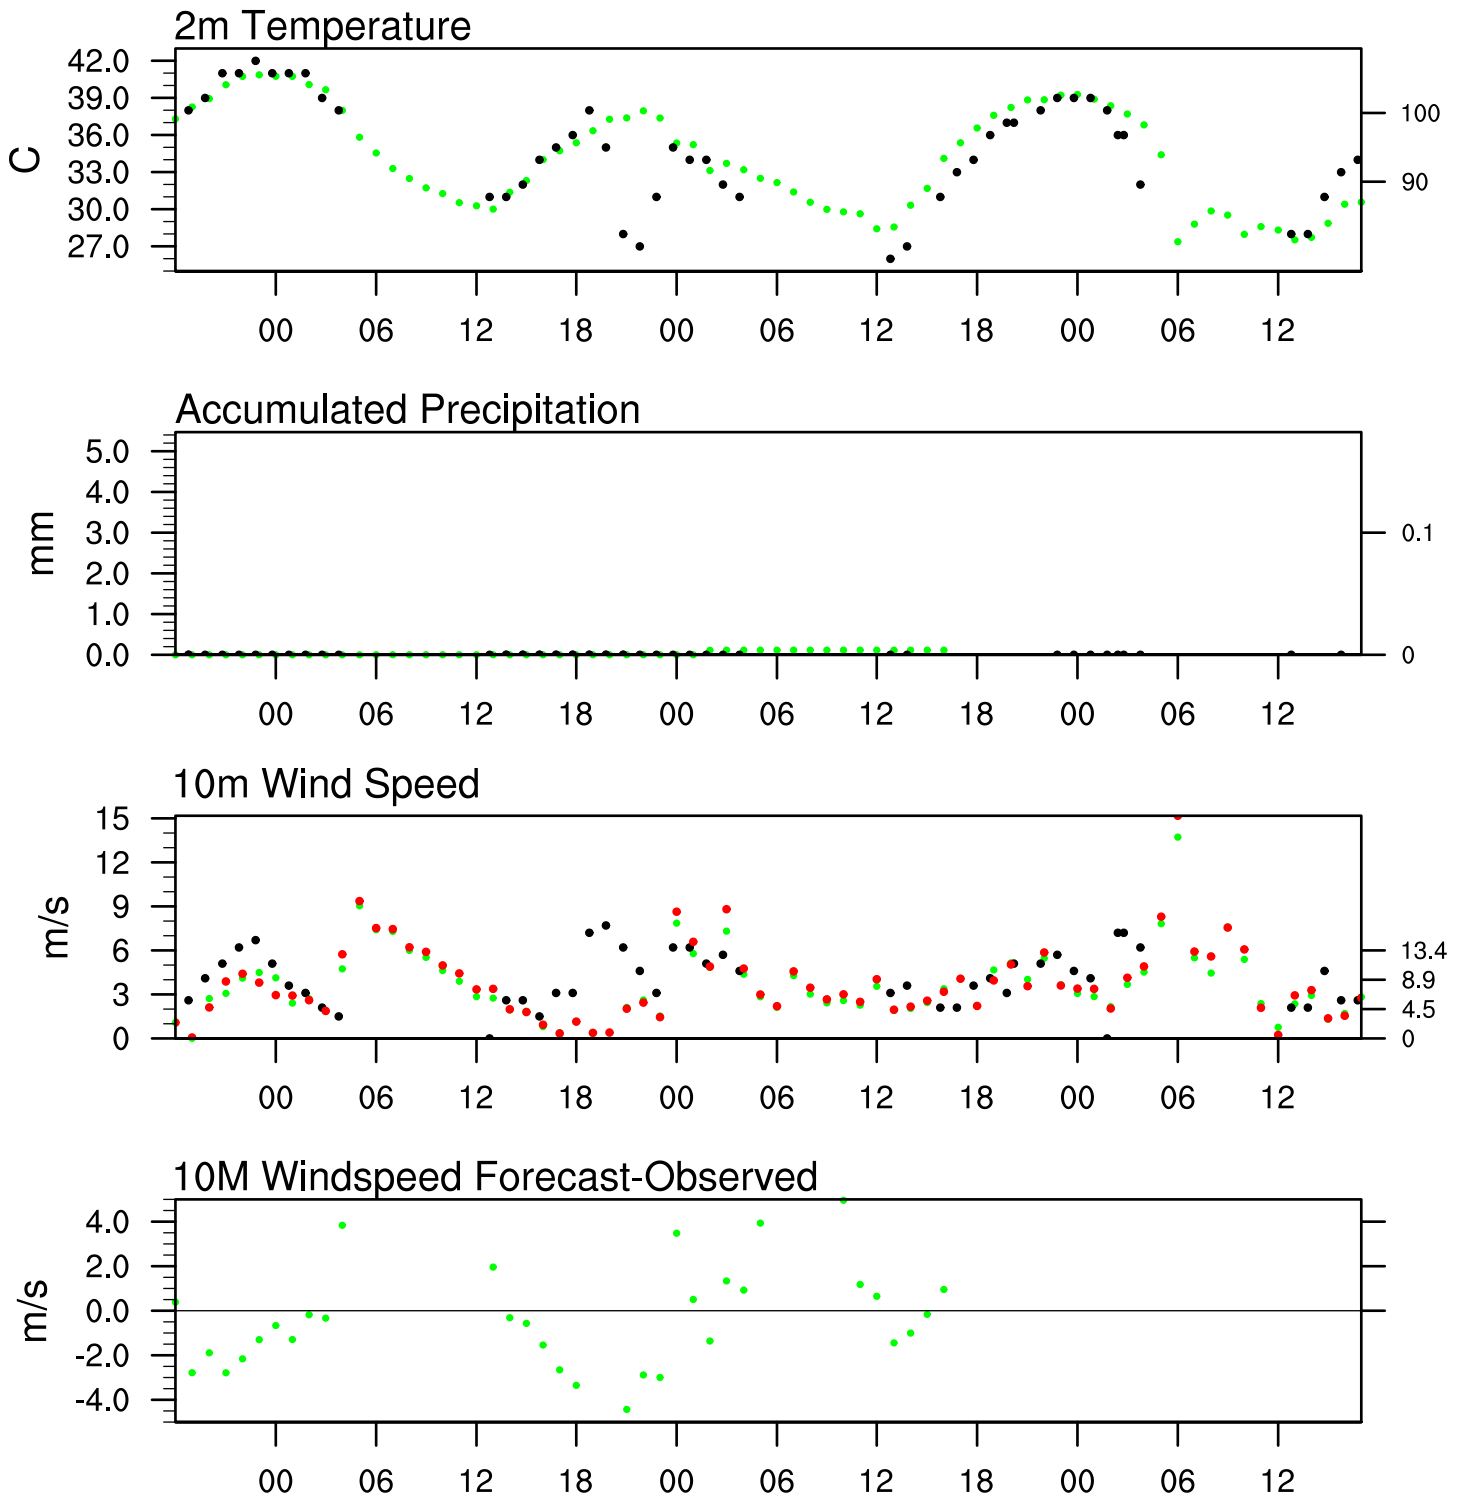 2m Temperature
42.0
39.0
36.0
33.0
30.0
27.0
C
100
90
00 06 12 18 00 06 12 18 00 06 12
Accumulated Precipitation
5.0
4.0
3.0
2.0
1.0
0.0
mm
0.1
0
00 06 12 18 00 06 12 18 00 06 12
10m Wind Speed
15
12
9
6
3
0
m/s
13.4
8.9
4.5
0
00 06 12 18 00 06 12 18 00 06 12
10M Windspeed Forecast-Observed
4.0
2.0
0.0
-2.0
-4.0
m/s
00 06 12 18 00 06 12 18 00 06 12